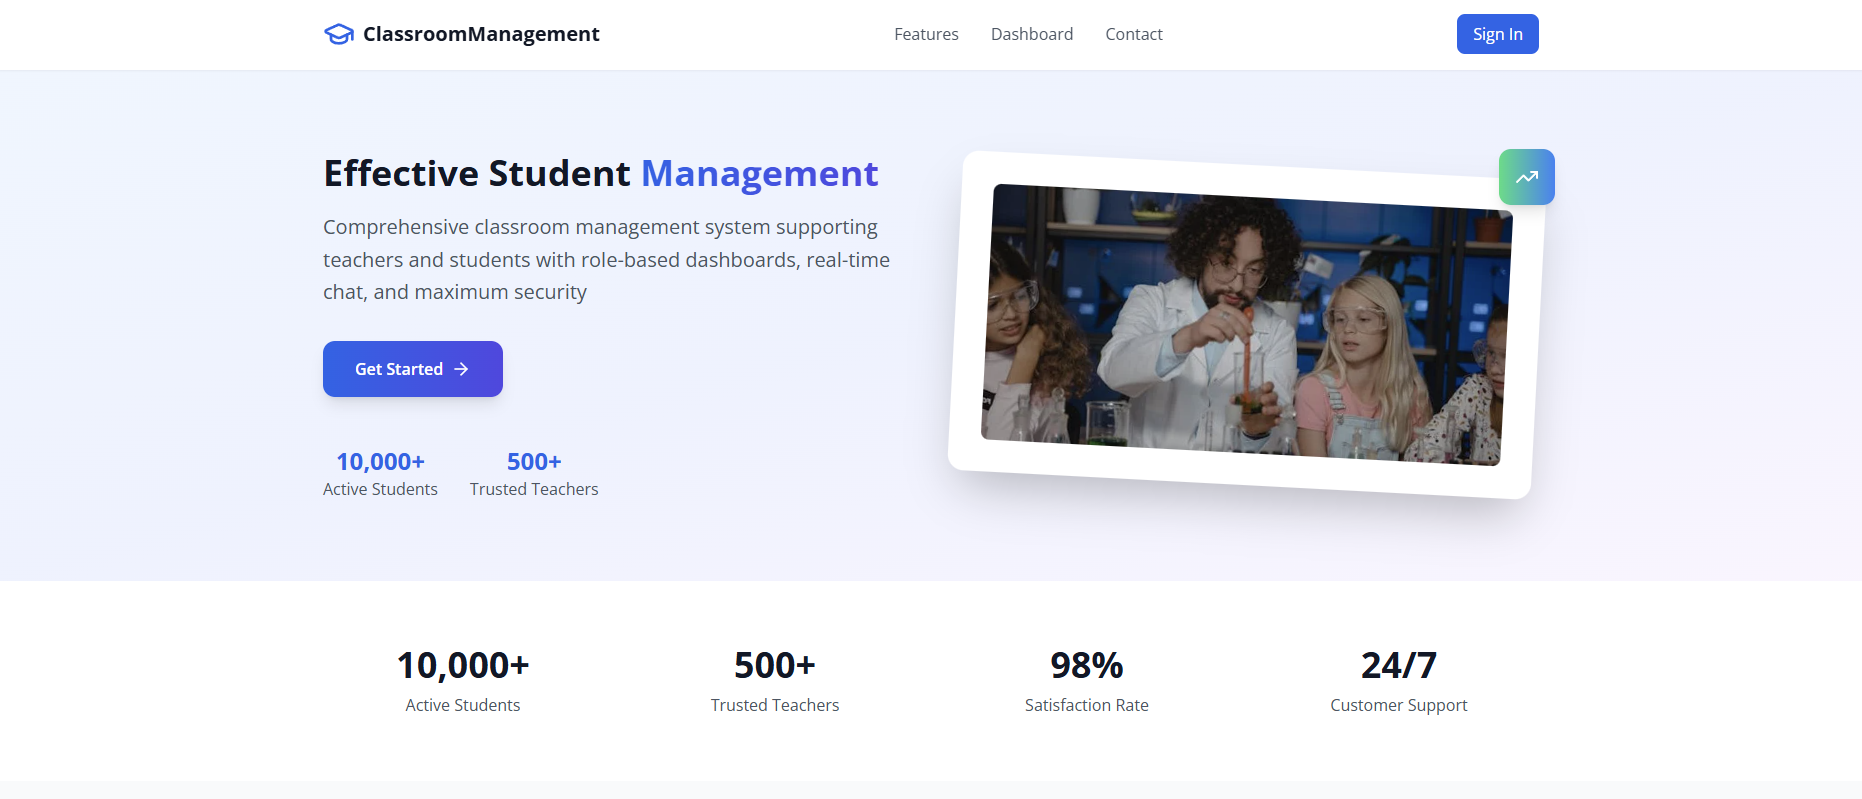 ClassroomManagement
Features
Dashboard
Contact
Sign In
Effective Student Management
Comprehensive classroom management system supporting
teachers and students with role-based dashboards, real-time
chat, and maximum security
Get Started
10,000+
Active Students
500+
Trusted Teachers
10,000+
Active Students
500+
Trusted Teachers
98%
Satisfaction Rate
24/7
Customer Support